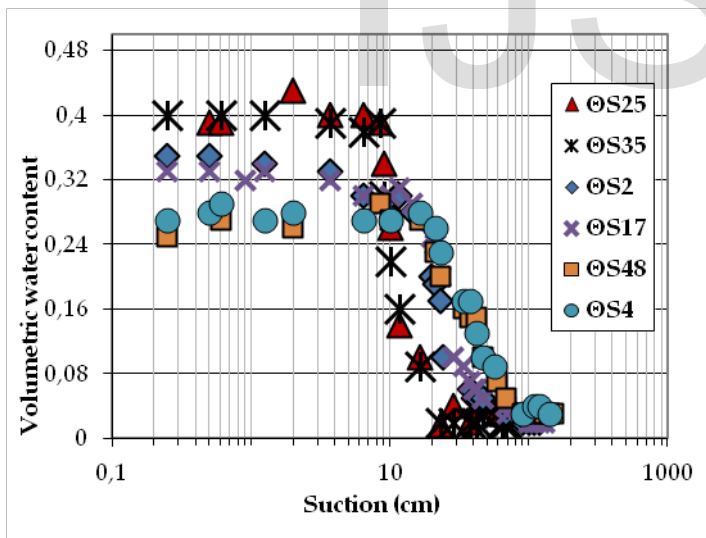 IJS
0,48
0,4
0,32
0,24
0,16
0,08
0
Volumetric water content
0,1
10
1000
Suction (cm)
ΘS25
ΘS35
ΘS2
ΘS17
ΘS48
ΘS4